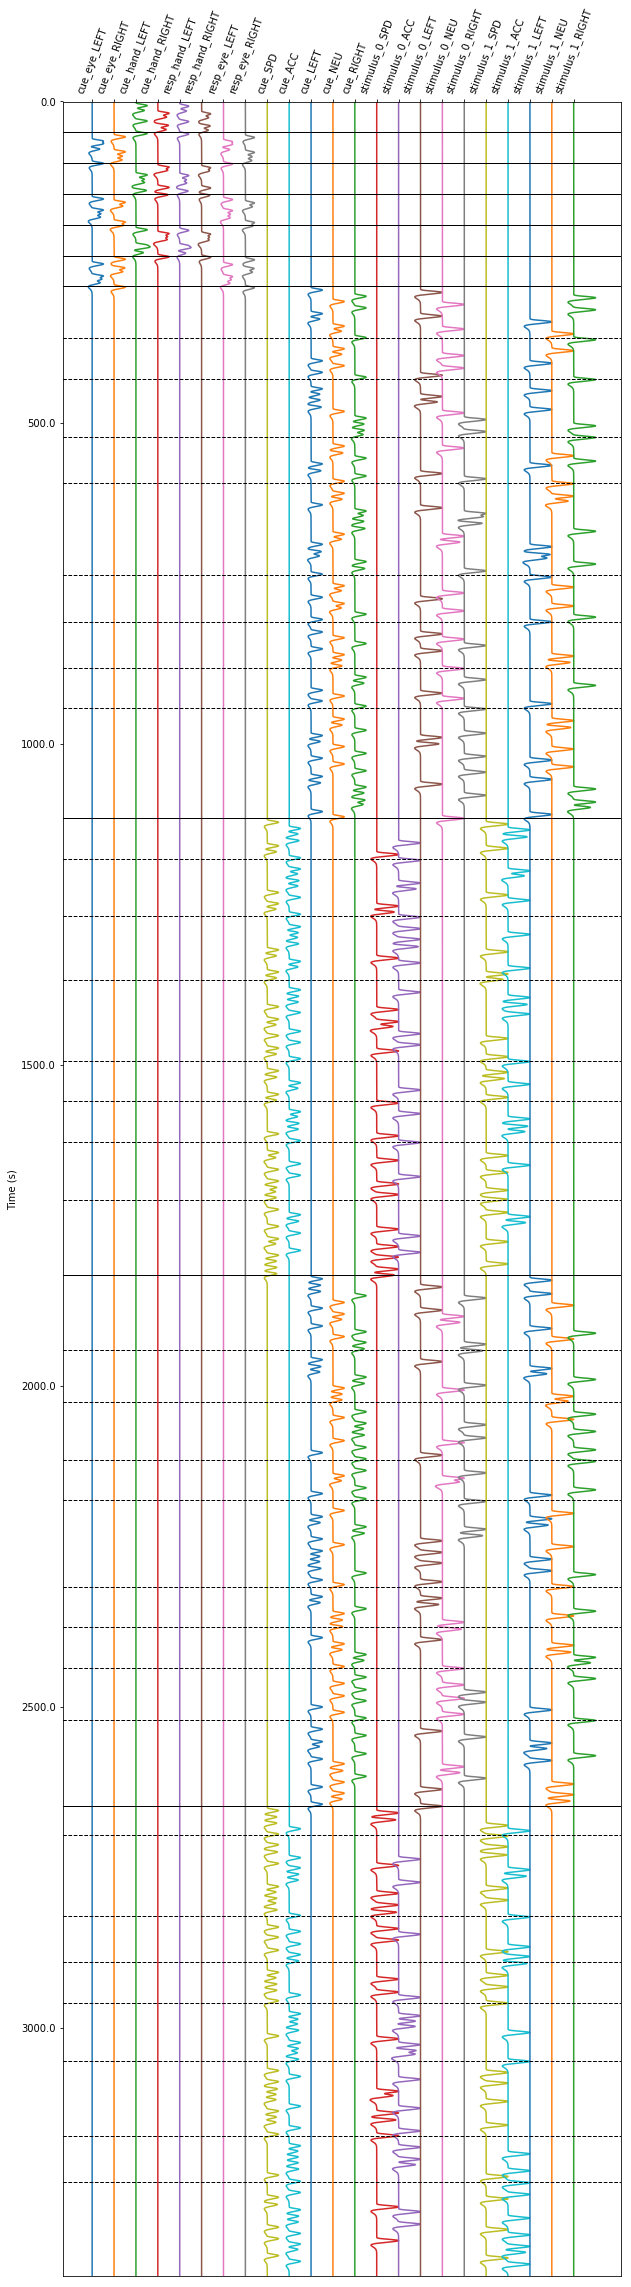 cue_eye_LEFT
cue_eye_RIGHT
cue_hand_LEFT
cue_hand_RIGHT
resp_hand_LEFT
resp_hand_RIGHT
resp_eye_LEFT
resp_eye_RIGHT
cue_SPD
cue_ACC
cue_LEFT
cue_NEU
cue_RIGHT
stimulus_0_SPD
stimulus_0_ACC
stimulus_0_LEFT
stimulus_0_NEU
stimulus_0_RIGHT
stimulus_1_SPD
stimulus_1_ACC
stimulus_1_LEFT
stimulus_1_NEU
stimulus_1_RIGHT
0.0
500.0
1000.0
1500.0
Time (s)
2000.0
2500.0
3000.0